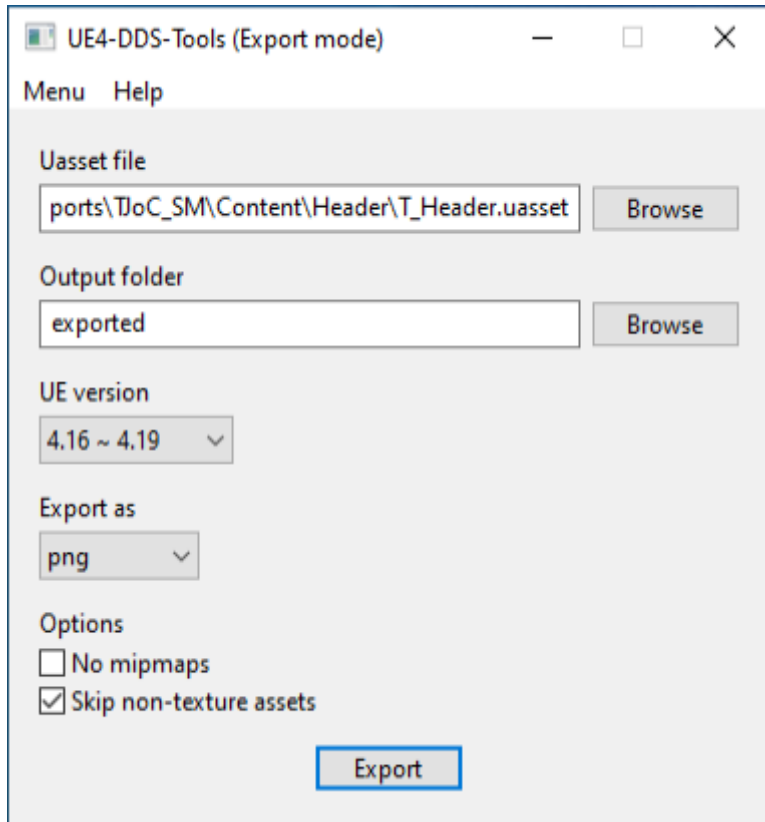 UE4-DDS-Tools (Export mode)
Menu Help
Uasset file
ports\TJoC_SM\Content\Header\T_Header.uasset Browse
Output folder
exported Browse
UE version
4.16 ~ 4.19
Export as
png
Options
No mipmaps
Skip non-texture assets
Export